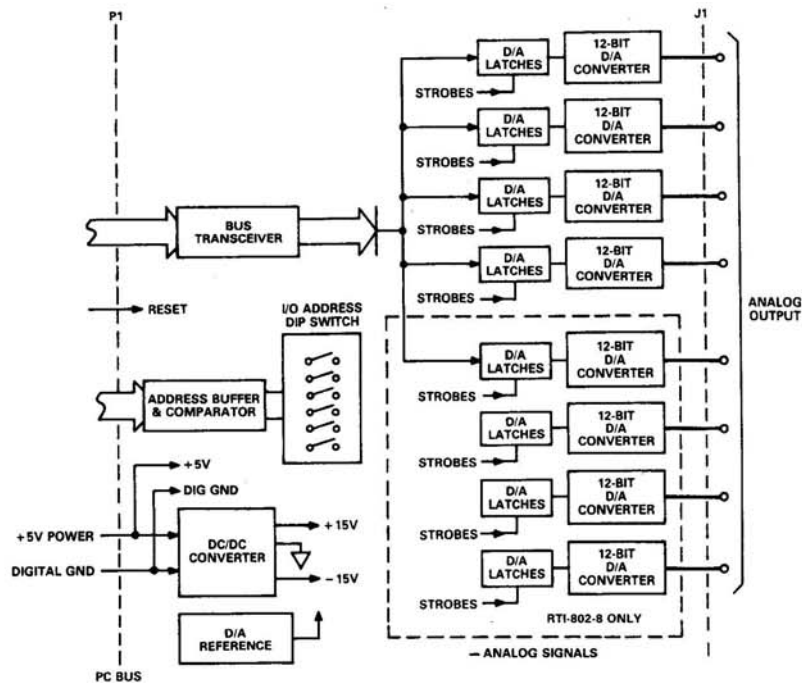 P1
J1
D/A
LATCHES
12-BIT
D/A
CONVERTER
STROBES
D/A
LATCHES
12-BIT
D/A
CONVERTER
STROBES
D/A
LATCHES
12-BIT
D/A
CONVERTER
STROBES
D/A
LATCHES
12-BIT
D/A
CONVERTER
STROBES
BUS
TRANSCEIVER
RESET
I/O ADDRESS
DIP SWITCH
ADDRESS BUFFER
& COMPARATOR
ANALOG
OUTPUT
D/A
LATCHES
12-BIT
D/A
CONVERTER
STROBES
D/A
LATCHES
12-BIT
D/A
CONVERTER
STROBES
D/A
LATCHES
12-BIT
D/A
CONVERTER
STROBES
D/A
LATCHES
12-BIT
D/A
CONVERTER
STROBES
RTI-802-8 ONLY
+5V
DIG GND
+5V POWER
DIGITAL GND
DC/DC
CONVERTER
+15V
−15V
D/A
REFERENCE
PC BUS
– ANALOG SIGNALS